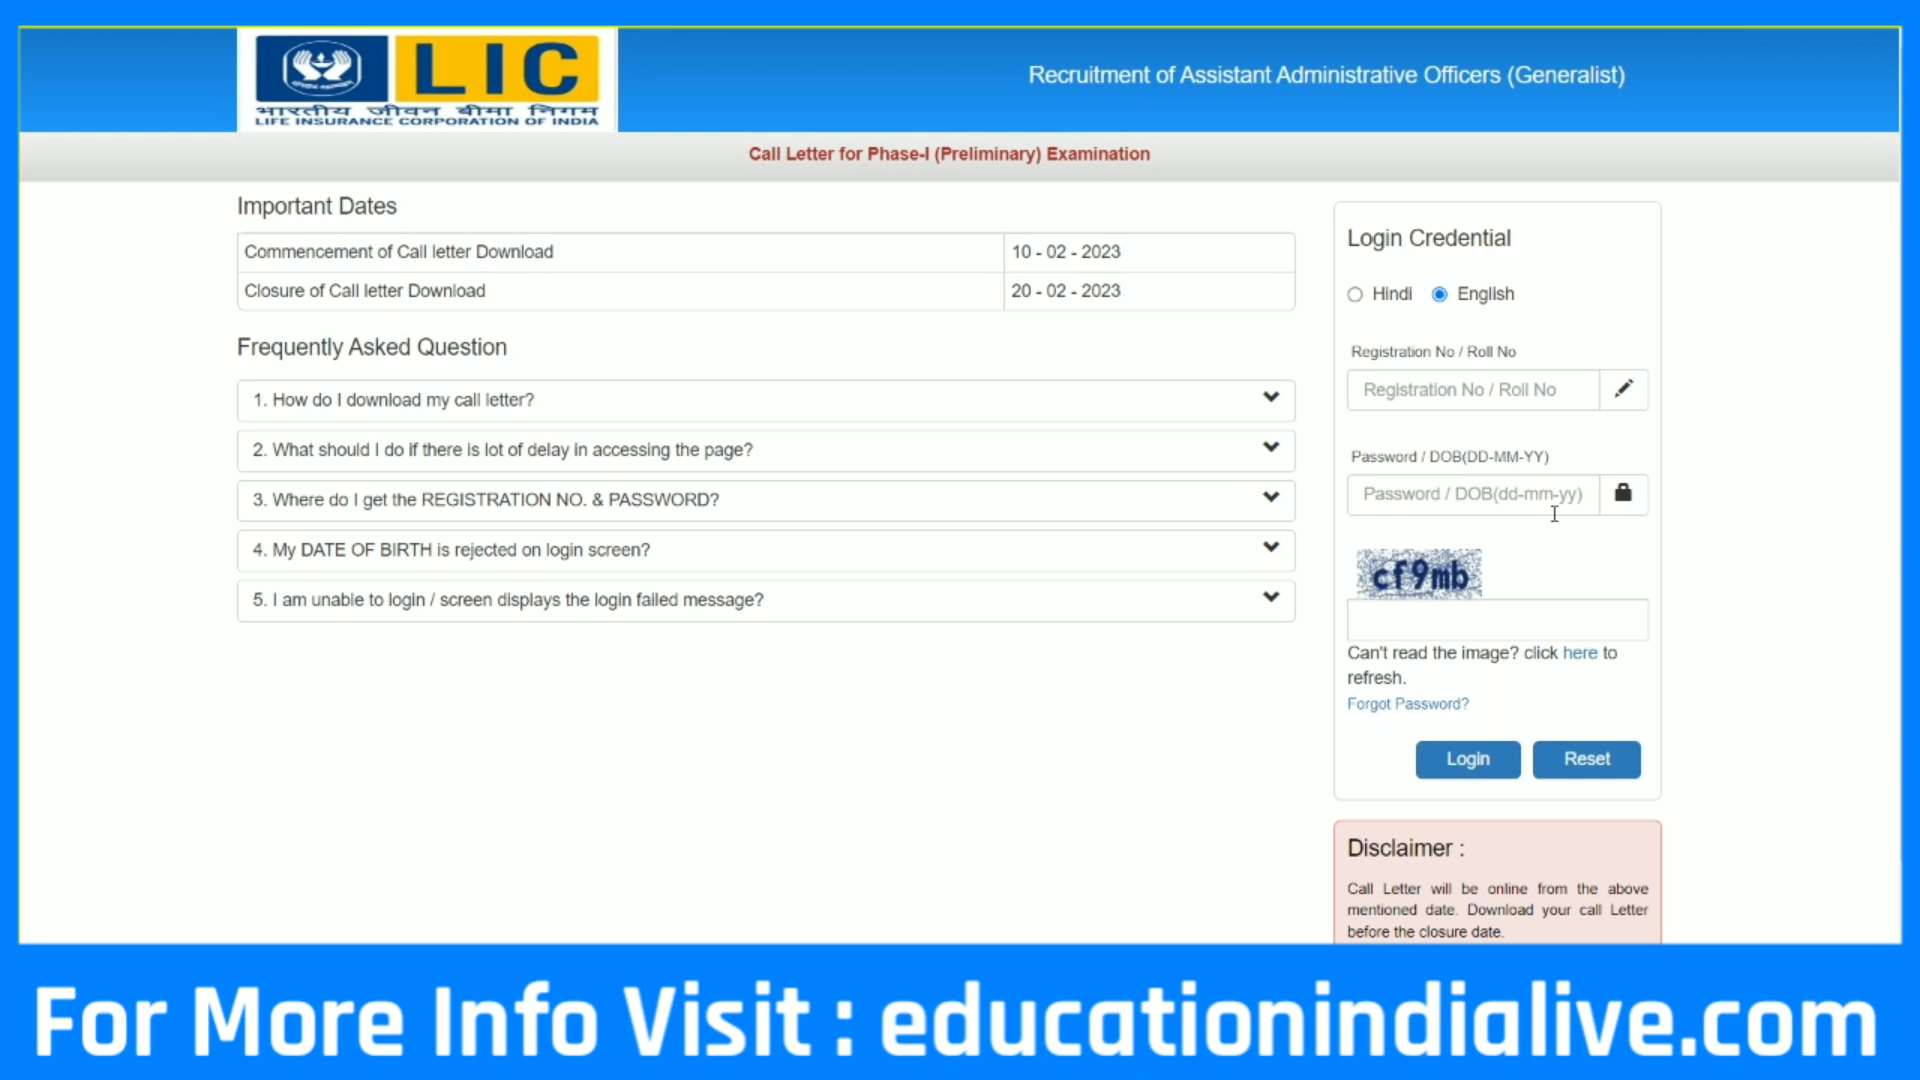 LIC
भारतीय जीवन बीमा निगम
LIFE INSURANCE CORPORATION OF INDIA
Recruitment of Assistant Administrative Officers (Generalist)
Call Letter for Phase-I (Preliminary) Examination
Important Dates
Commencement of Call letter Download 10 - 02 - 2023
Closure of Call letter Download 20 - 02 - 2023
Frequently Asked Question
1. How do I download my call letter?
2. What should I do if there is lot of delay in accessing the page?
3. Where do I get the REGISTRATION NO. & PASSWORD?
4. My DATE OF BIRTH is rejected on login screen?
5. I am unable to login / screen displays the login failed message?
Login Credential
Hindi English
Registration No / Roll No
Registration No / Roll No
Password / DOB(DD-MM-YY)
Password / DOB(dd-mm-yy)
cf9mb
Can't read the image? click here to
refresh.
Forgot Password?
Login Reset
Disclaimer :
Call Letter will be online from the above
mentioned date. Download your call Letter
before the closure date.
For More Info Visit : educationindialive.com